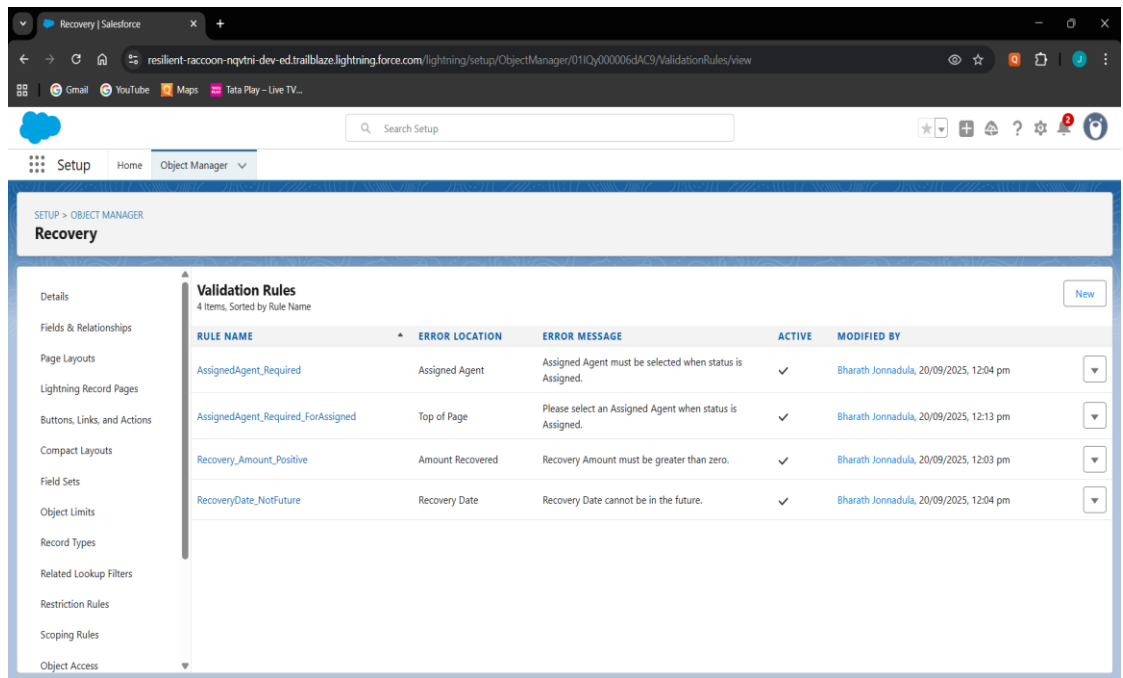 Recovery | Salesforce
resilient-raccoon-nqvtni-dev-ed.trailblaze.lightning.force.com/lightning/setup/ObjectManager/01IQy000006dAC9/ValidationRules/view
Q
J
Gmail YouTube Maps Tata Play – Live TV...
Search Setup
2
Setup Home Object Manager
SETUP > OBJECT MANAGER
Recovery
Details
Fields & Relationships
Page Layouts
Lightning Record Pages
Buttons, Links, and Actions
Compact Layouts
Field Sets
Object Limits
Record Types
Related Lookup Filters
Restriction Rules
Scoping Rules
Object Access
Validation Rules
4 Items, Sorted by Rule Name
New
RULE NAME ERROR LOCATION ERROR MESSAGE ACTIVE MODIFIED BY
AssignedAgent_Required Assigned Agent Assigned Agent must be selected when status is Assigned. Bharath Jonnadula, 20/09/2025, 12:04 pm
AssignedAgent_Required_ForAssigned Top of Page Please select an Assigned Agent when status is Assigned. Bharath Jonnadula, 20/09/2025, 12:13 pm
Recovery_Amount_Positive Amount Recovered Recovery Amount must be greater than zero. Bharath Jonnadula, 20/09/2025, 12:03 pm
RecoveryDate_NotFuture Recovery Date Recovery Date cannot be in the future. Bharath Jonnadula, 20/09/2025, 12:04 pm